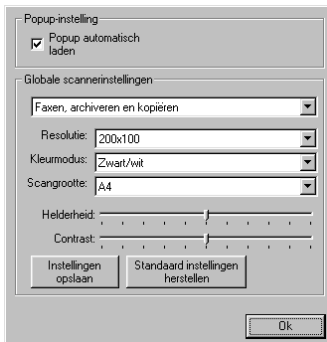 Popup-instelling
Popup automatisch
laden
Globale scannerinstellingen
Faxen, archiveren en kopiëren
Resolutie: 200x100
Kleurmodus: Zwart/wit
Scangrootte: A4
Helderheid:
Contrast:
Instellingen
opslaan
Standaard instellingen
herstellen
Ok